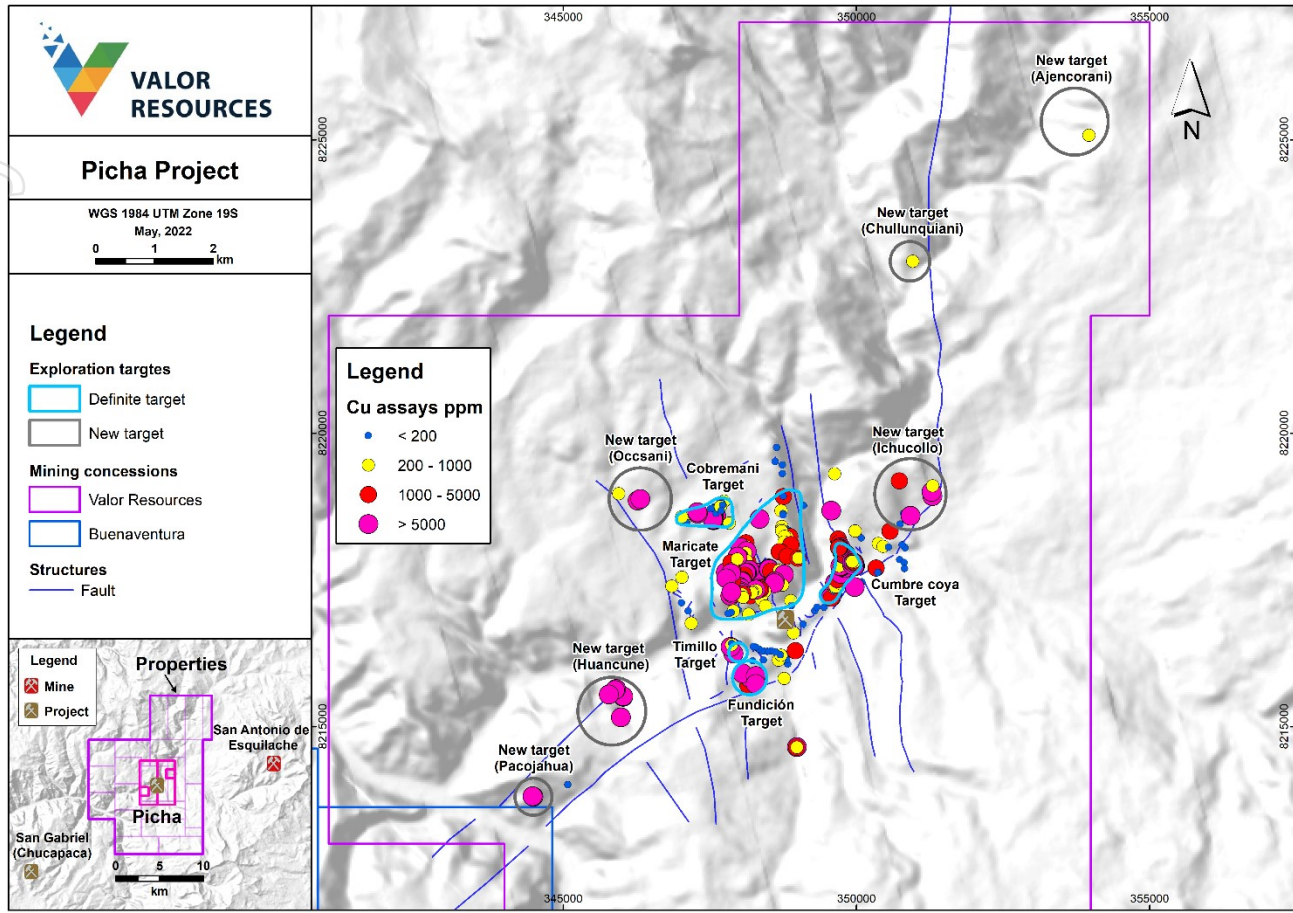 VALOR
RESOURCES
Picha Project
WGS 1984 UTM Zone 19S
May, 2022
0 1 2
km
Legend
Exploration targtes
Definite target
New target
Mining concessions
Valor Resources
Buenaventura
Structures
Fault
Legend
Mine
Project
Properties
San Antonio de
Esquilache
Picha
San Gabriel
(Chucapaca)
0 5 10
km
345000
350000
355000
8225000
8225000
8220000
8220000
8215000
8215000
345000
350000
355000
N
New target
(Ajencorani)
New target
(Chullunquiani)
Legend
Cu assays ppm
< 200
200 - 1000
1000 - 5000
> 5000
New target
(Occsani)
Cobremani
Target
New target
(Ichucollo)
Maricate
Target
Cumbre coya
Target
Timillo
Target
New target
(Huancune)
Fundición
Target
New target
(Pacojahua)